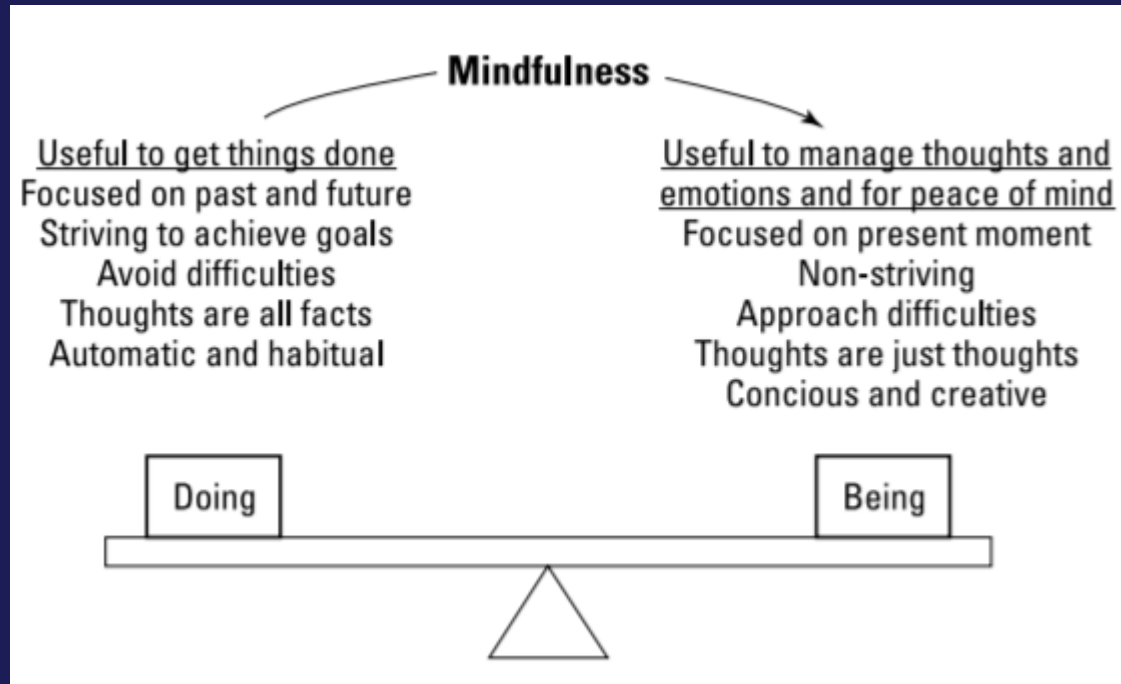 Mindfulness
Useful to get things done
Focused on past and future
Striving to achieve goals
Avoid difficulties
Thoughts are all facts
Automatic and habitual
Useful to manage thoughts and
emotions and for peace of mind
Focused on present moment
Non-striving
Approach difficulties
Thoughts are just thoughts
Concious and creative
Doing
Being